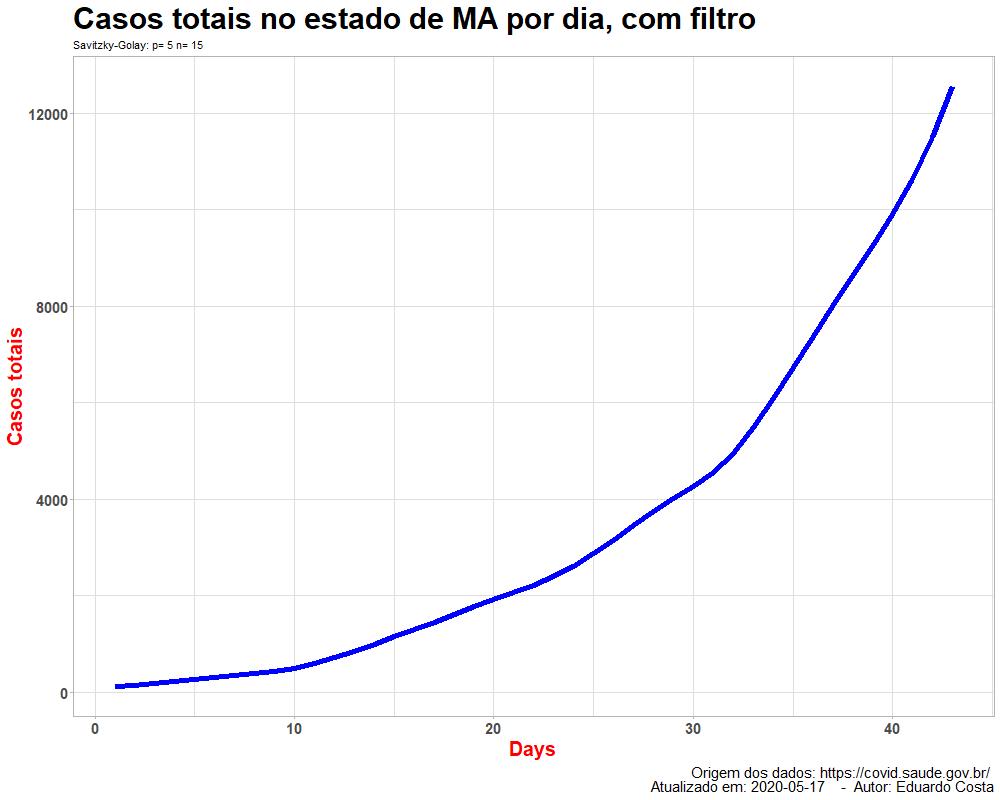 Casos totais no estado de MA por dia, com filtro
Savitzky-Golay: p= 5 n= 15
12000
8000
4000
0
Casos totais
0 10 20 30 40
Days
Origem dos dados: https://covid.saude.gov.br/
Atualizado em: 2020-05-17 - Autor: Eduardo Costa